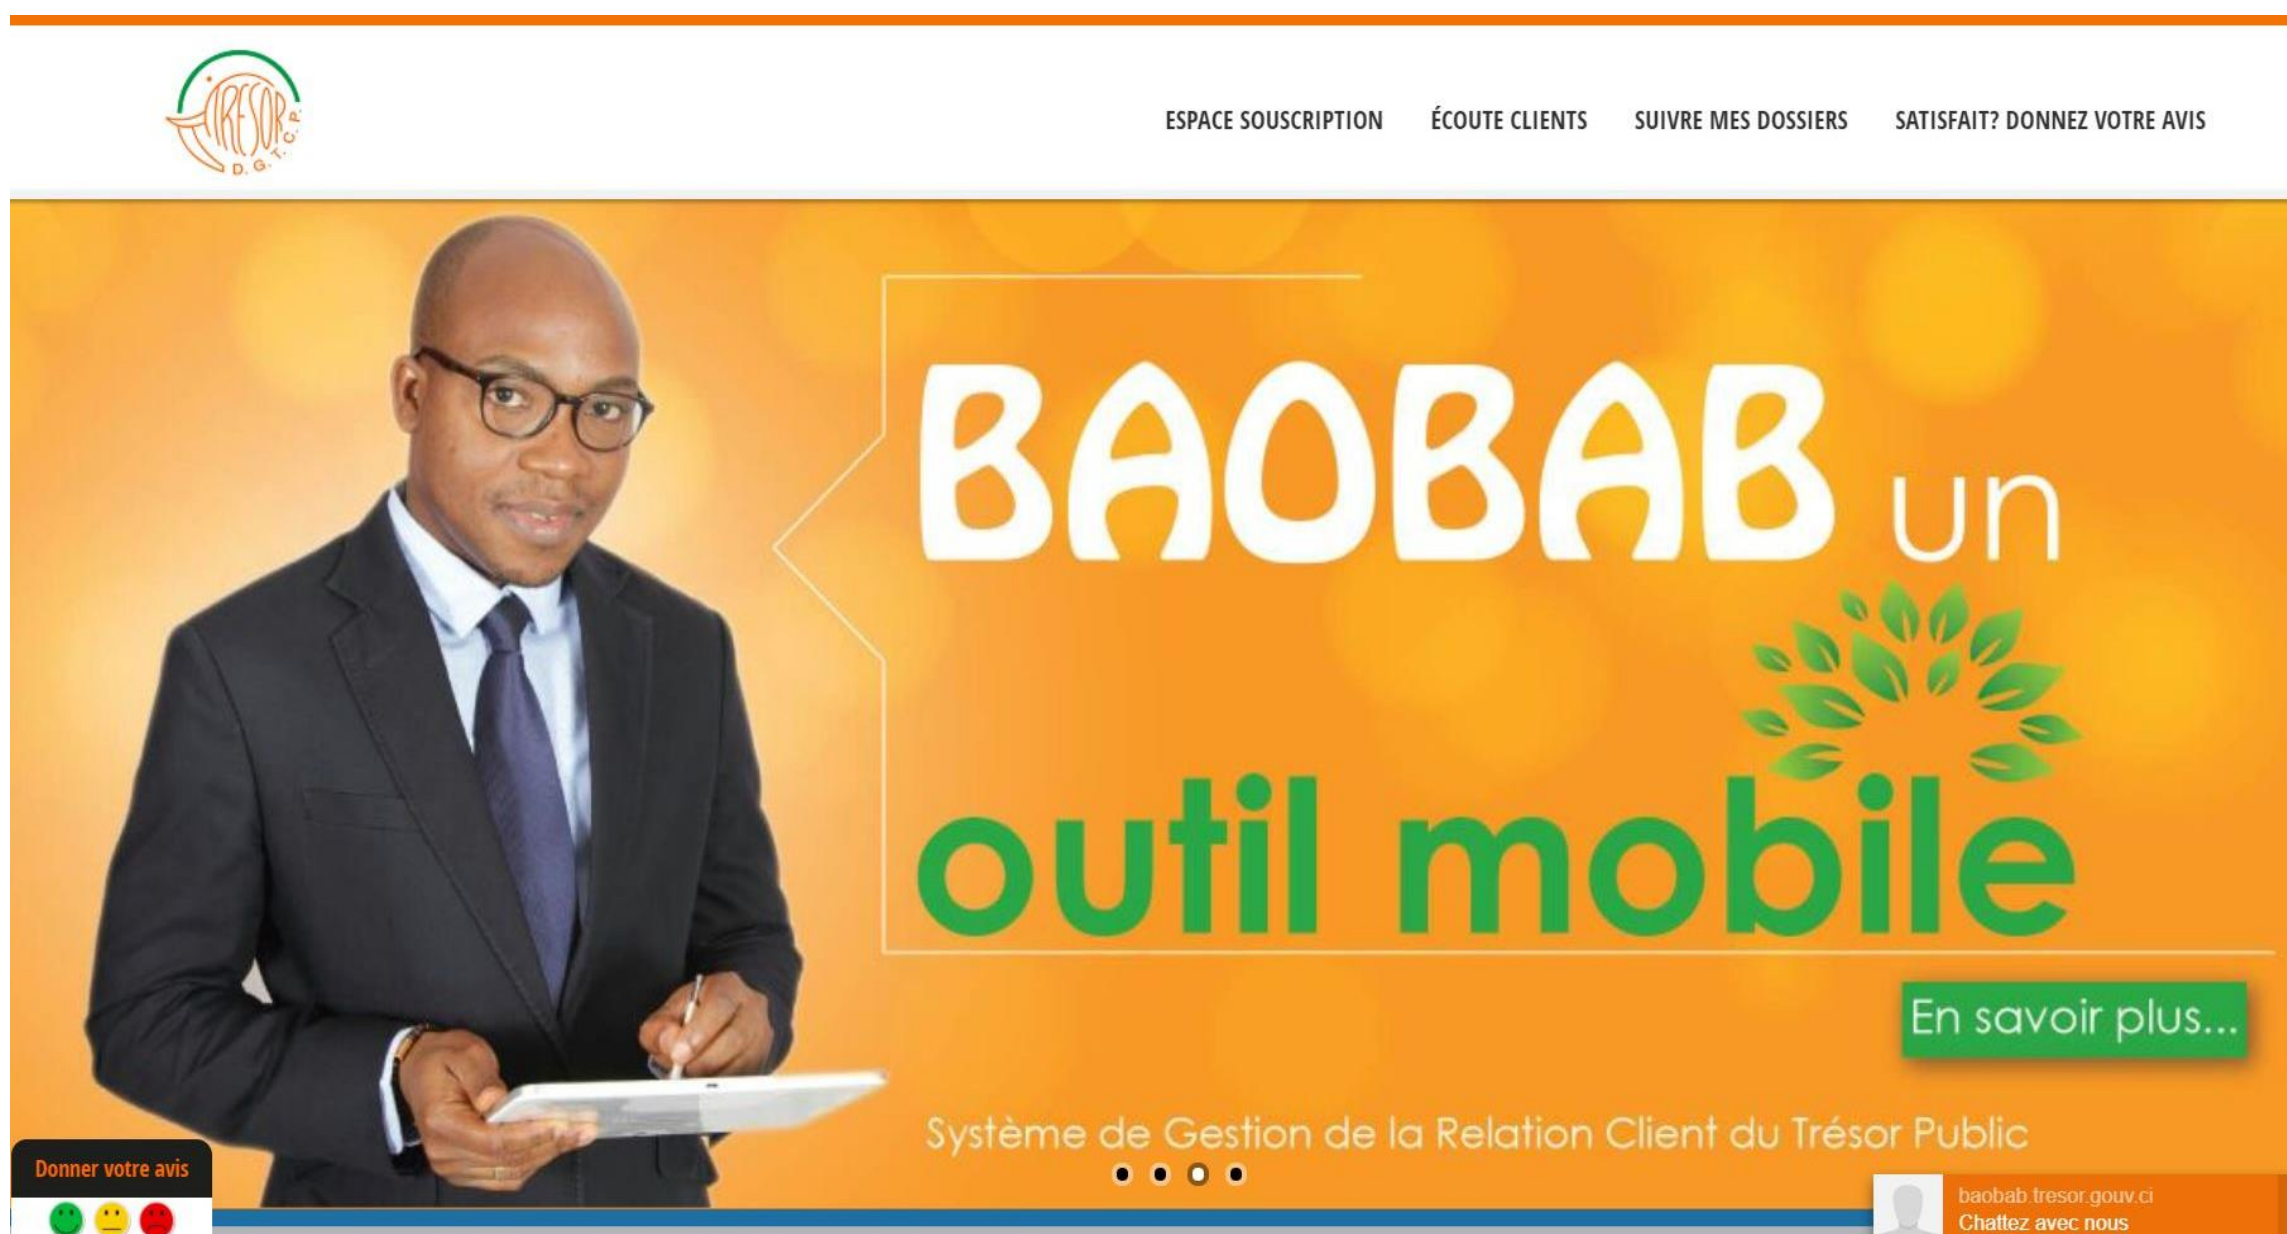 TRESOR
D.G.T.C.P.
ESPACE SOUSCRIPTION ÉCOUTE CLIENTS SUIVRE MES DOSSIERS SATISFAIT? DONNEZ VOTRE AVIS
BAOBAB un
outil mobile
En savoir plus...
Système de Gestion de la Relation Client du Trésor Public
Donner votre avis
baobab.tresor.gouv.ci
Chattez avec nous